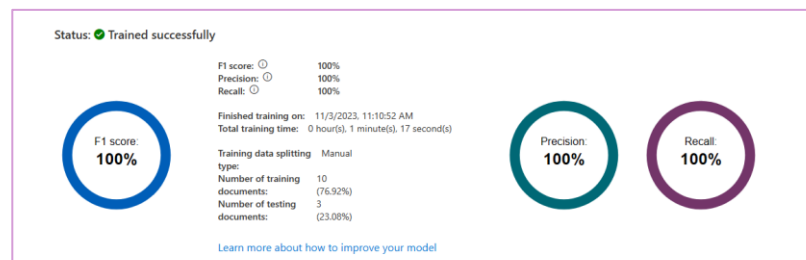 Status: Trained successfully
F1 score:
100%
F1 score: 100%
Precision: 100%
Recall: 100%
Finished training on: 11/3/2023, 11:10:52 AM
Total training time: 0 hour(s), 1 minute(s), 17 second(s)
Training data splitting Manual
type:
Number of training 10
documents: (76.92%)
Number of testing 3
documents: (23.08%)
Learn more about how to improve your model
Precision:
100%
Recall:
100%